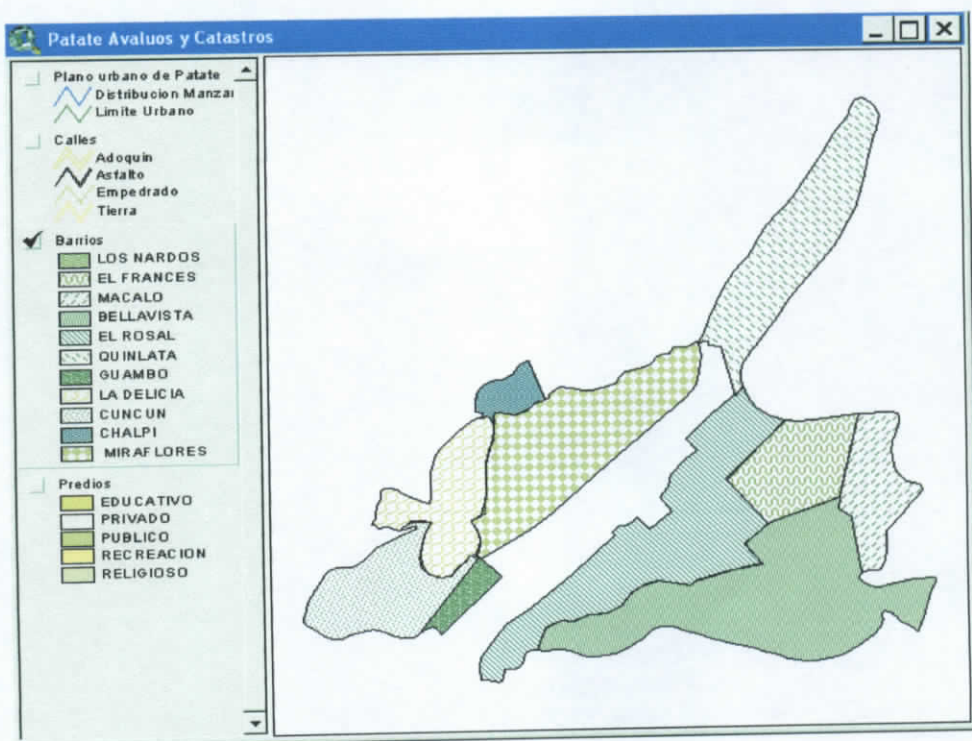 Patate Avaluos y Catastros
Plano urbano de Patate
Distribucion Manzar
Limite Urbano
Calles
Adoquin
Asfalto
Empedrado
Tierra
Barrios
LOS NARDOS
EL FRANCES
MACALO
BELLAVISTA
EL ROSAL
QUINLATA
GUAMBO
LA DELICIA
CUNCUN
CHALPI
MIRAFLORES
Predios
EDUCATIVO
PRIVADO
PUBLICO
RECREACION
RELIGIOSO